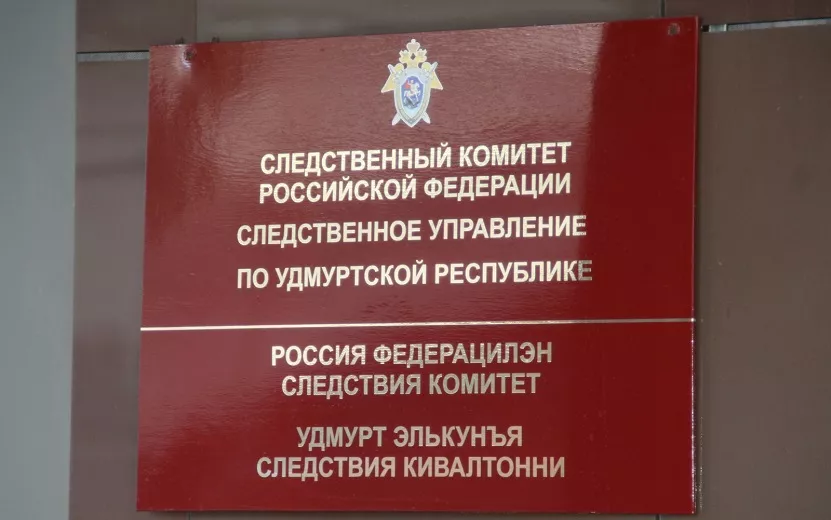 СЛЕДСТВЕННЫЙ КОМИТЕТ
РОССИЙСКОЙ ФЕДЕРАЦИИ
СЛЕДСТВЕННОЕ УПРАВЛЕНИЕ
ПО УДМУРТСКОЙ РЕСПУБЛИКЕ
РОССИЯ ФЕДЕРАЦИЛЭН
СЛЕДСТВИЯ КОМИТЕТ
УДМУРТ ЭЛЬКУНЪЯ
СЛЕДСТВИЯ КИВАЛТОННИ